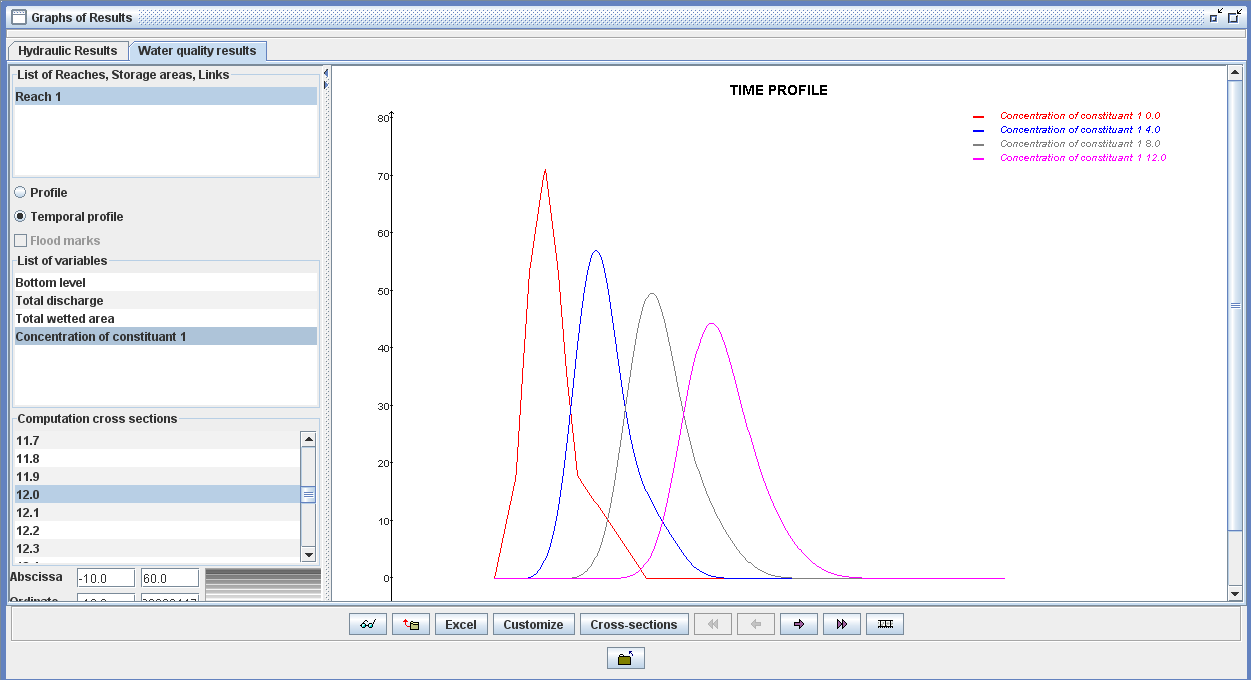 Graphs of Results
Hydraulic Results
Water quality results
List of Reaches, Storage areas, Links
Reach 1
Profile
Temporal profile
Flood marks
List of variables
Bottom level
Total discharge
Total wetted area
Concentration of constituant 1
Computation cross sections
11.7
11.8
11.9
12.0
12.1
12.2
12.3
Abscissa
-10.0
60.0
Ordinate
TIME PROFILE
Concentration of constituant 1 0.0
Concentration of constituant 1 4.0
Concentration of constituant 1 8.0
Concentration of constituant 1 12.0
80
70
60
50
40
30
20
10
0
Excel
Customize
Cross-sections